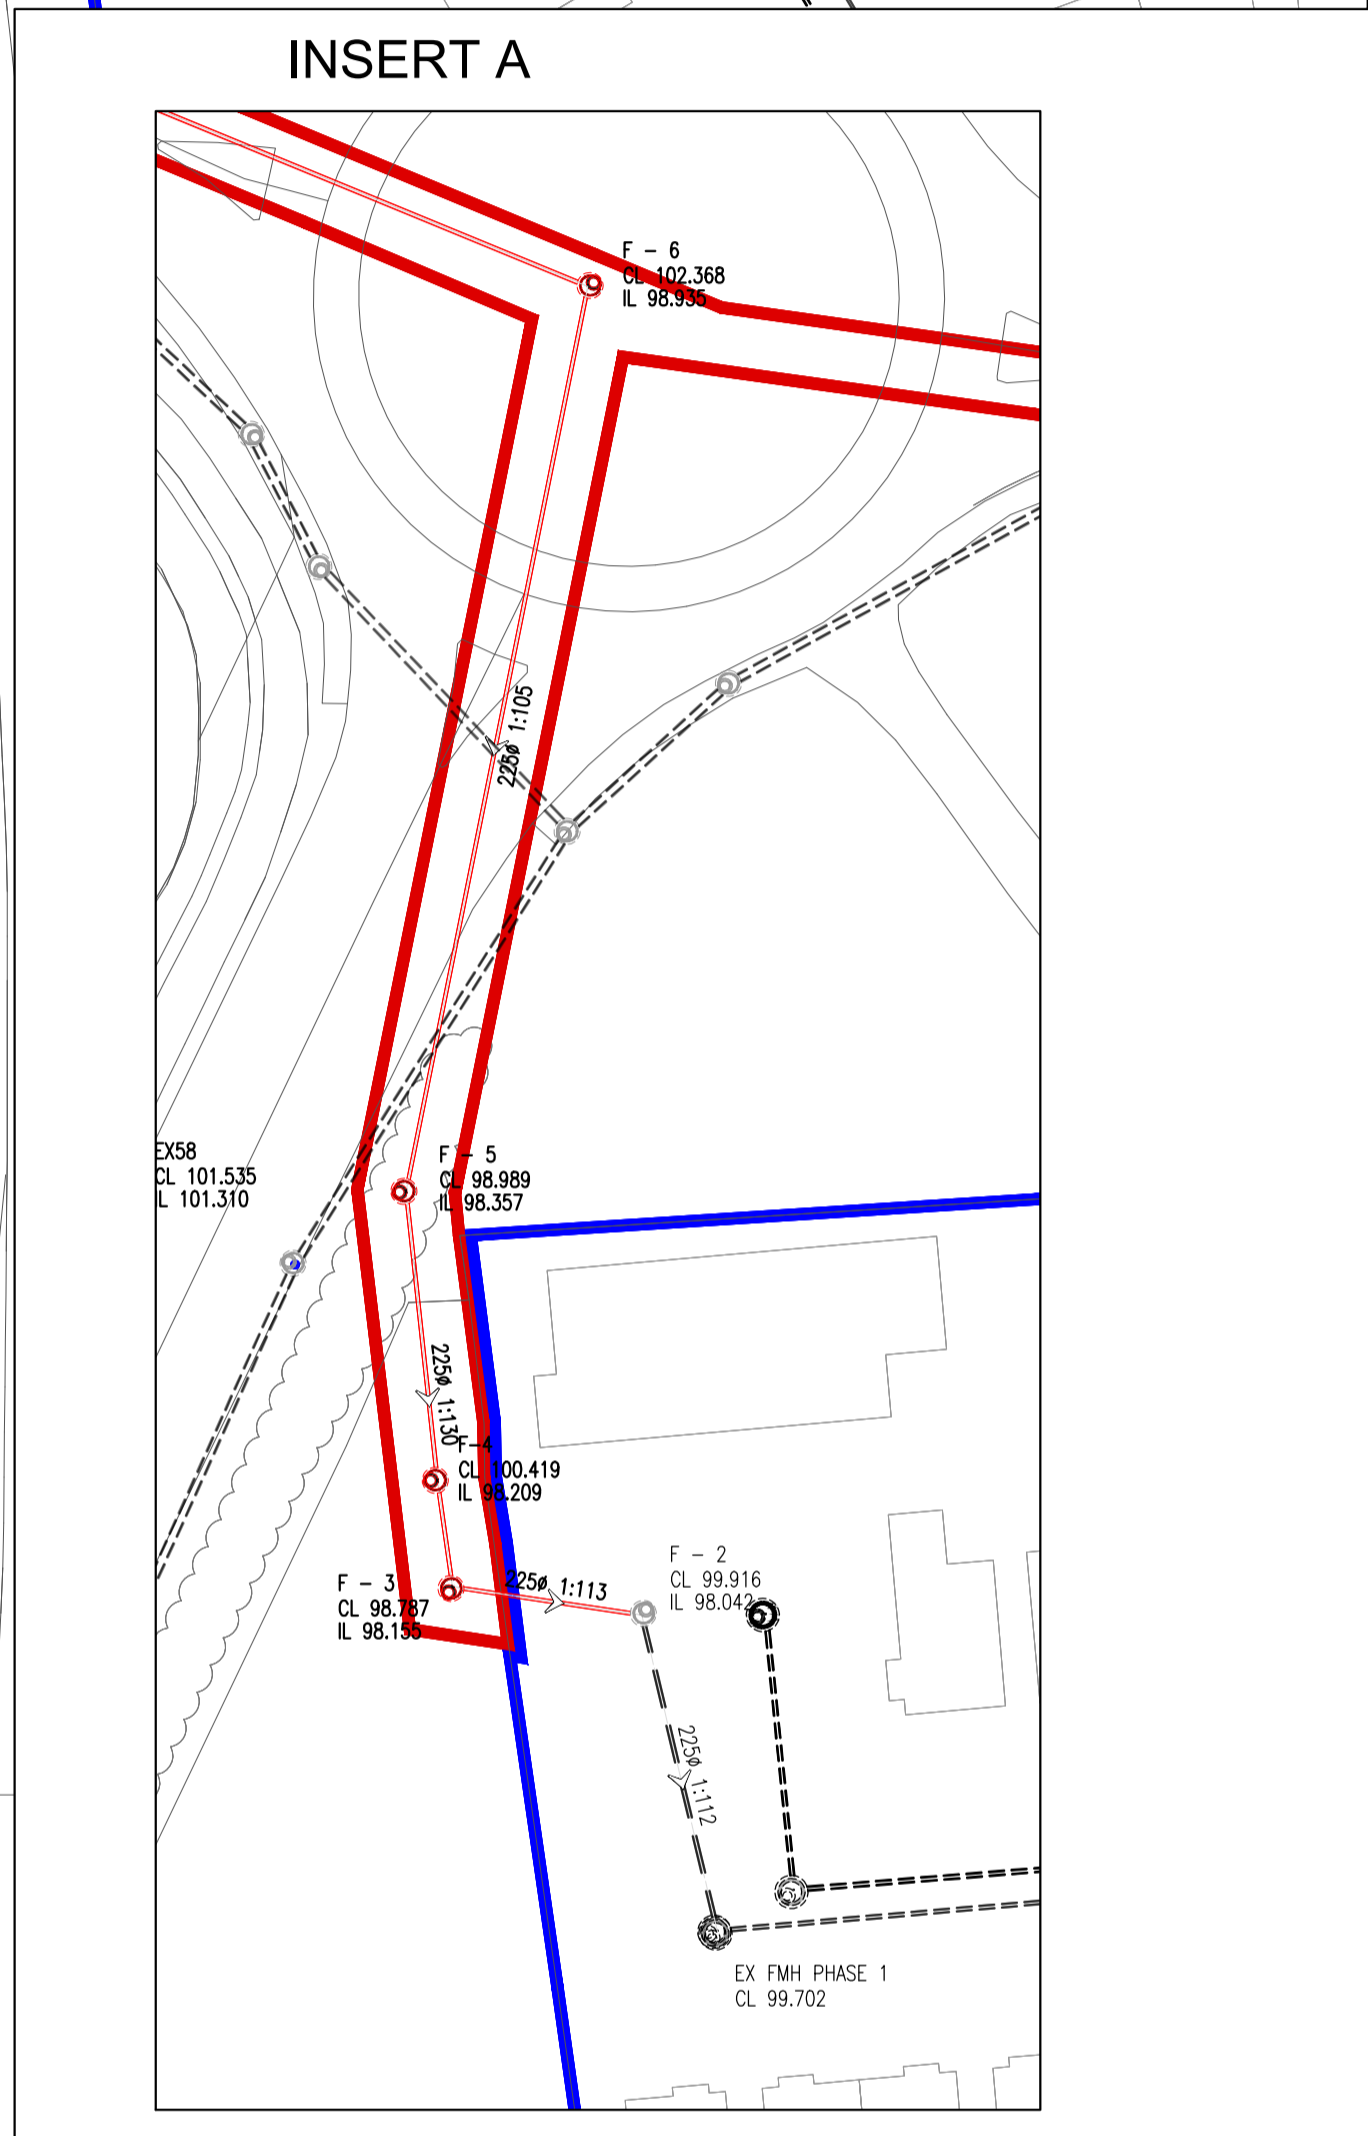 INSERT A
F - 6
CL 102.368
IL 98.935
225ø 1:105
EX58
CL 101.535
IL 101.310
F - 5
CL 98.989
IL 98.357
225ø 1:130
F-4
CL 100.419
IL 98.209
F - 3
CL 98.787
IL 98.155
225ø 1:113
F - 2
CL 99.916
IL 98.042
225ø 1:112
EX FMH PHASE 1
CL 99.702